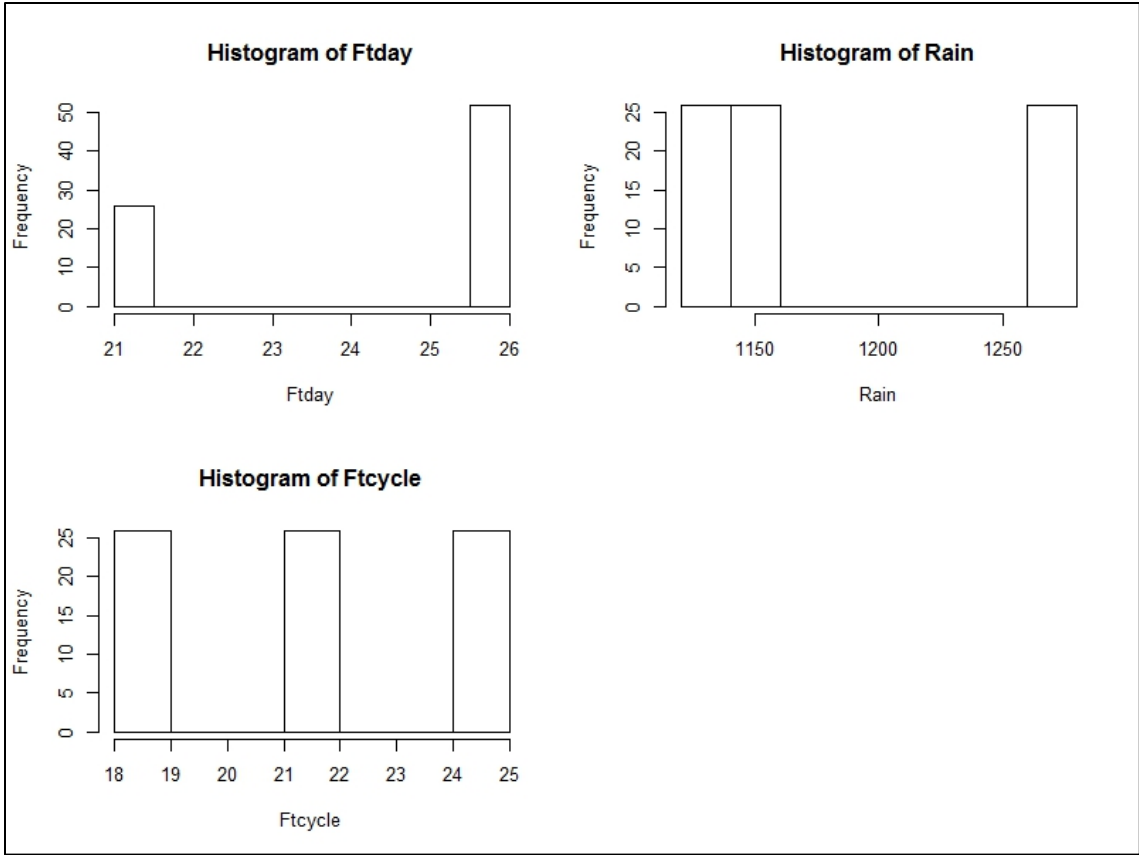 Histogram of Ftday
Frequency
50
40
30
20
10
0
21 22 23 24 25 26
Ftday
Histogram of Rain
Frequency
25
20
15
10
5
0
1150 1200 1250
Rain
Histogram of Ftcycle
Frequency
25
20
15
10
5
0
18 19 20 21 22 23 24 25
Ftcycle